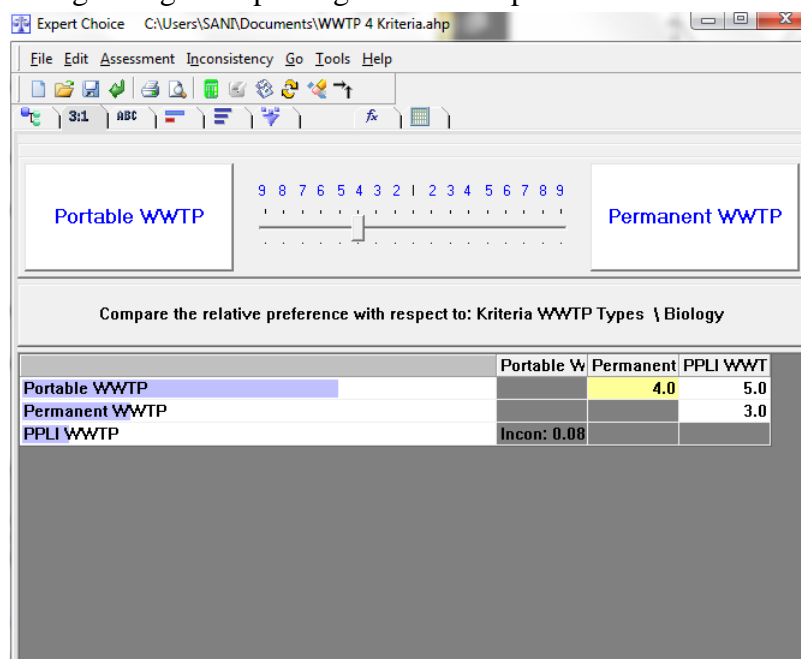 Expert Choice C:\Users\SANI\Documents\WWTP 4 Kriteria.ahp
File Edit Assessment Inconsistency Go Tools Help
3:1 ABC fx
9 8 7 6 5 4 3 2 1 2 3 4 5 6 7 8 9
Portable WWTP Permanent WWTP
Compare the relative preference with respect to: Kriteria WWTP Types \ Biology
Portable W Permanent PPLI WWT
Portable WWTP 4.0 5.0
Permanent WWTP 3.0
PPLI WWTP Incon: 0.08